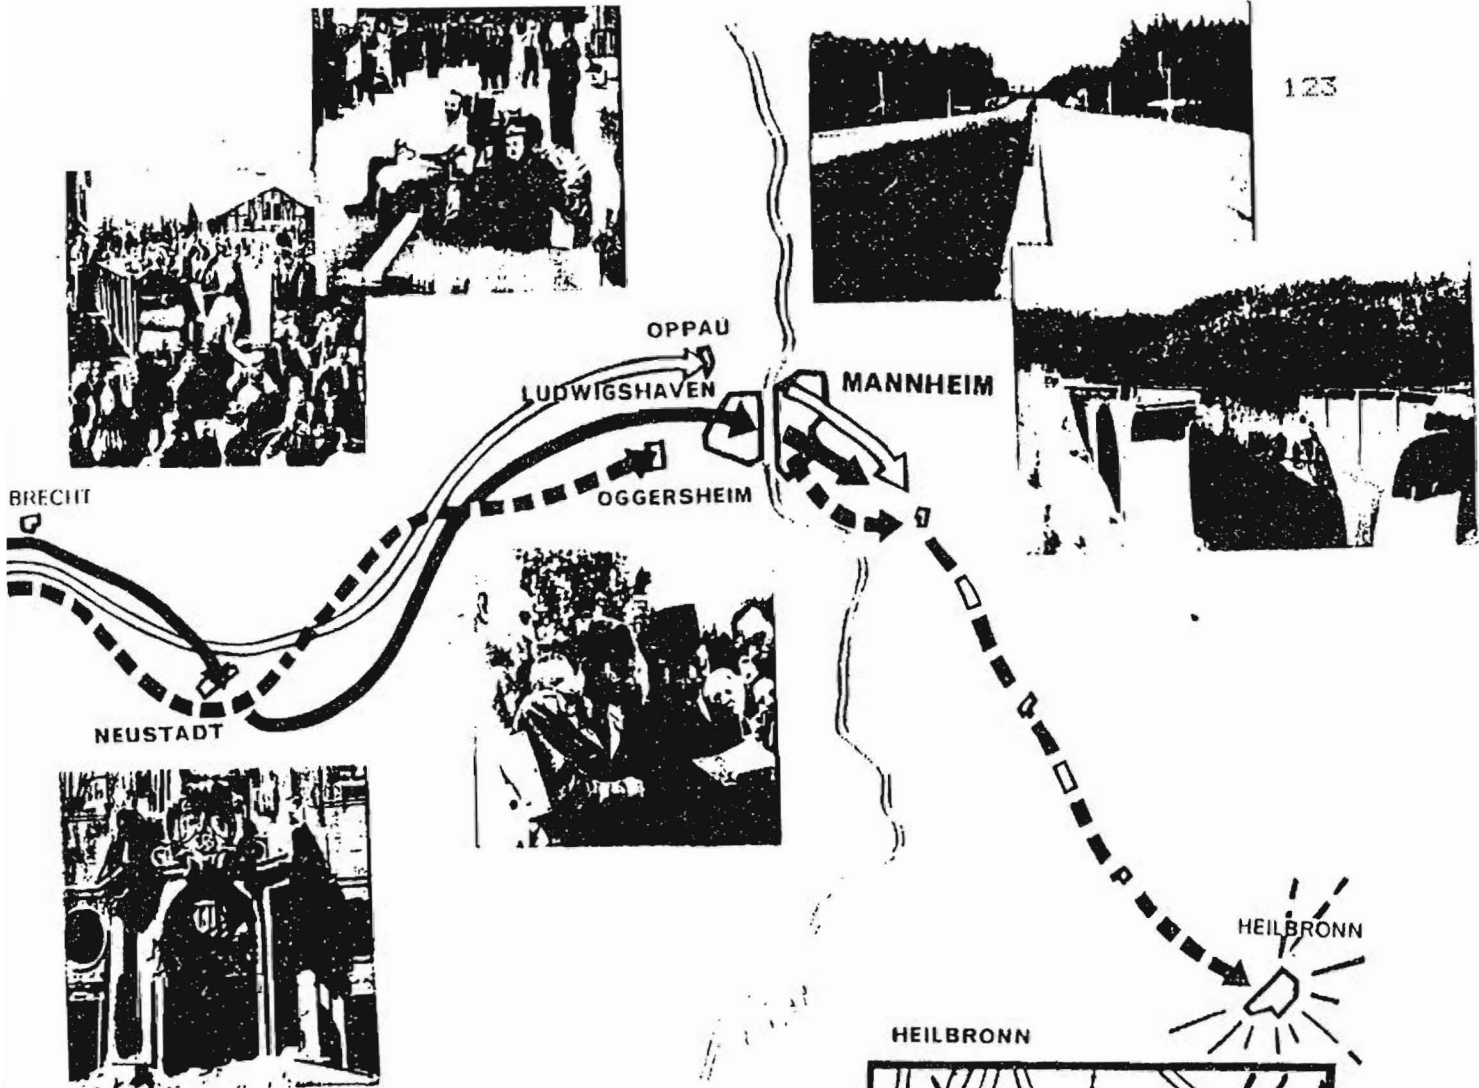 123
OPPAU
LUDWIGSHAVEN
MANNHEIM
OGGERSHEIM
BRECHT
NEUSTADT
HEILBRONN
HEILBRONN